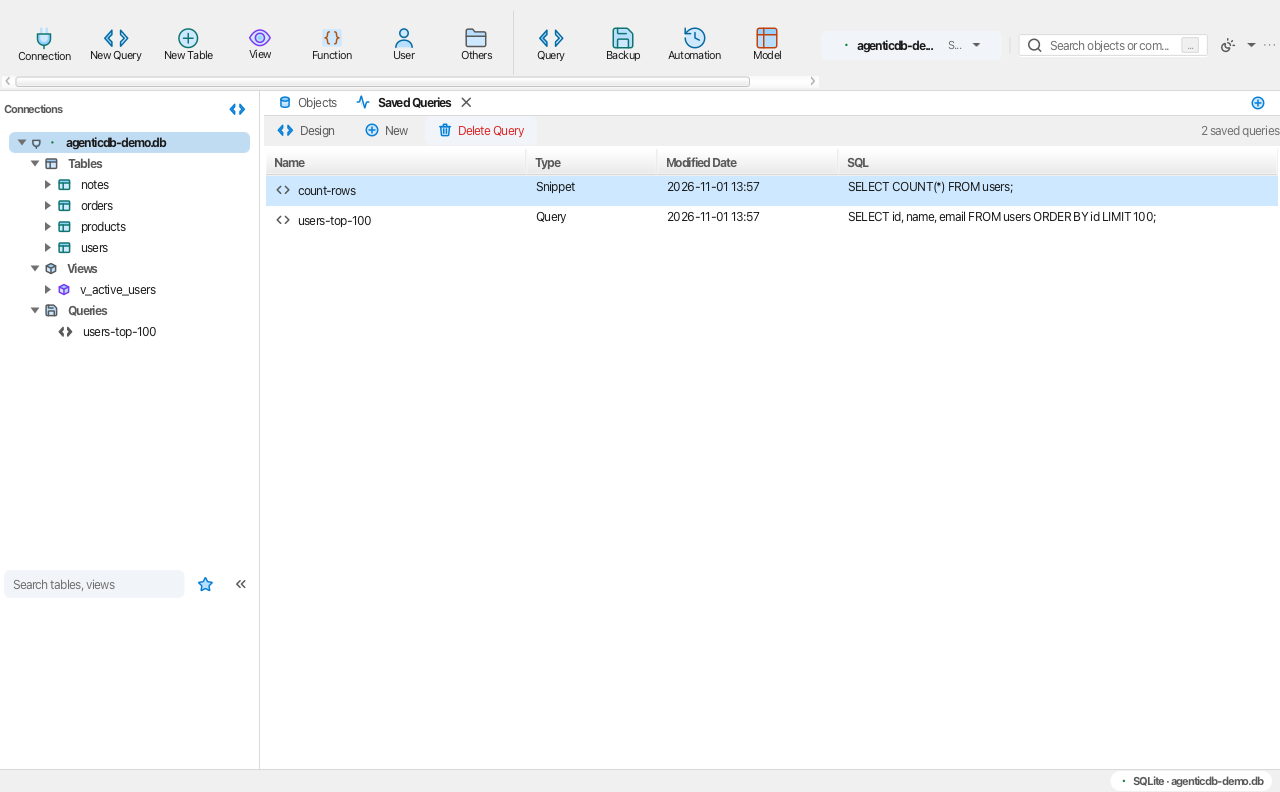 Connection
New Query
New Table
View
Function
User
Others
Query
Backup
Automation
Model
agenticdb-de...
S...
Search objects or com...
...
Connections
Objects
Saved Queries
agenticdb-demo.db
Design
New
Delete Query
2 saved queries
Tables
Name
Type
Modified Date
SQL
notes
count-rows
Snippet
2026-11-01 13:57
SELECT COUNT(*) FROM users;
orders
users-top-100
Query
2026-11-01 13:57
SELECT id, name, email FROM users ORDER BY id LIMIT 100;
products
users
Views
v_active_users
Queries
users-top-100
Search tables, views
SQLite · agenticdb-demo.db